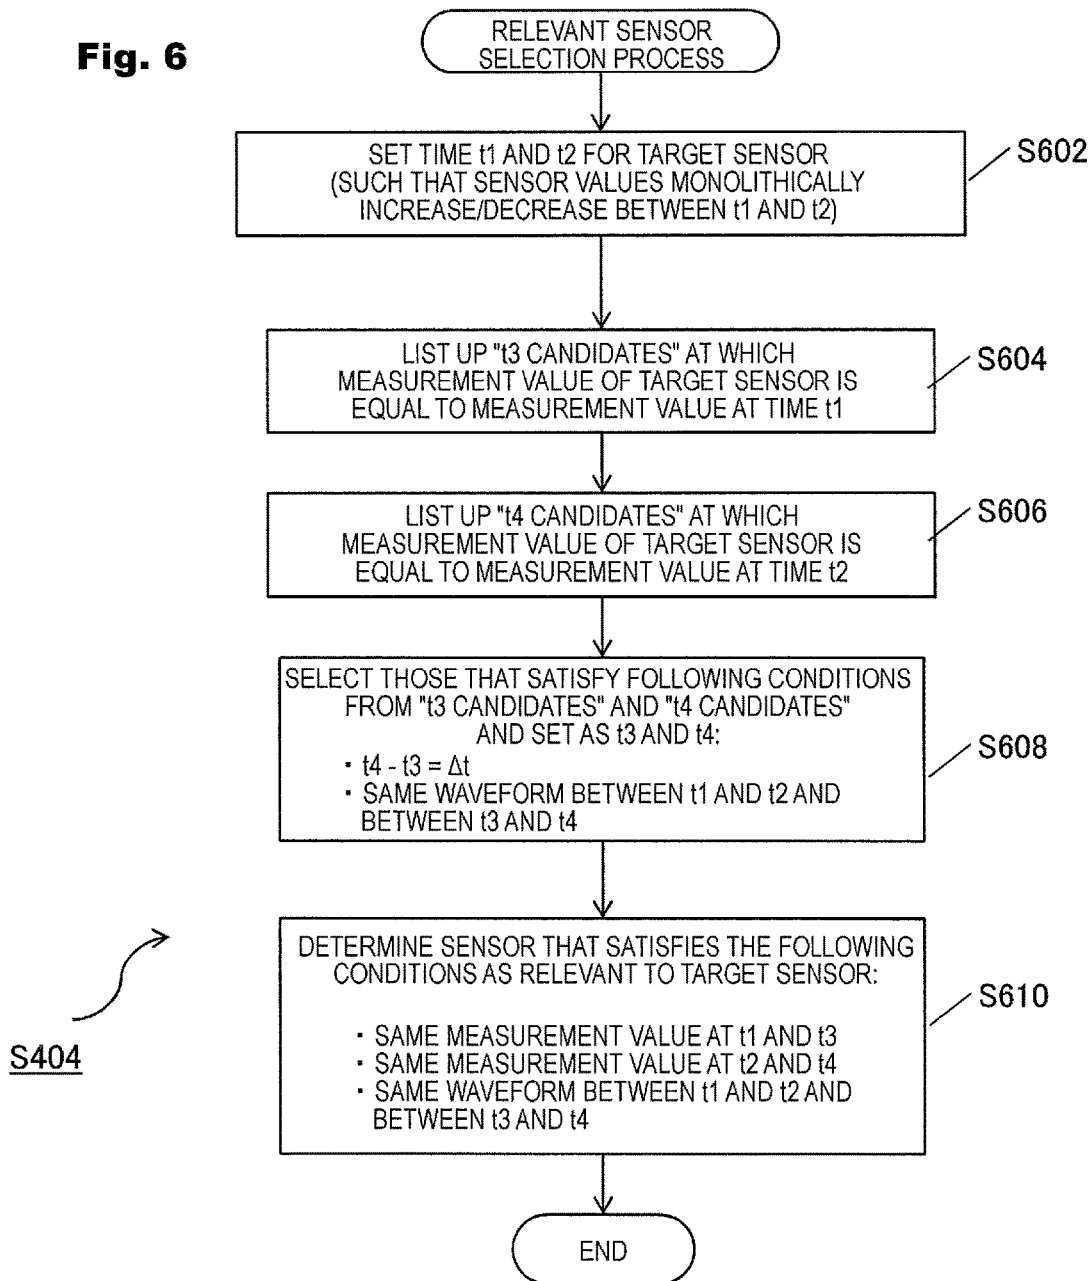 Fig. 6
RELEVANT SENSOR
SELECTION PROCESS
SET TIME t1 AND t2 FOR TARGET SENSOR
(SUCH THAT SENSOR VALUES MONOLITHICALLY
INCREASE/DECREASE BETWEEN t1 AND t2)
S602
LIST UP "t3 CANDIDATES" AT WHICH
MEASUREMENT VALUE OF TARGET SENSOR IS
EQUAL TO MEASUREMENT VALUE AT TIME t1
S604
LIST UP "t4 CANDIDATES" AT WHICH
MEASUREMENT VALUE OF TARGET SENSOR IS
EQUAL TO MEASUREMENT VALUE AT TIME t2
S606
SELECT THOSE THAT SATISFY FOLLOWING CONDITIONS
FROM "t3 CANDIDATES" AND "t4 CANDIDATES"
AND SET AS t3 AND t4:
・t4 - t3 = Δt
・SAME WAVEFORM BETWEEN t1 AND t2 AND
BETWEEN t3 AND t4
S608
DETERMINE SENSOR THAT SATISFIES THE FOLLOWING
CONDITIONS AS RELEVANT TO TARGET SENSOR:
・SAME MEASUREMENT VALUE AT t1 AND t3
・SAME MEASUREMENT VALUE AT t2 AND t4
・SAME WAVEFORM BETWEEN t1 AND t2 AND
BETWEEN t3 AND t4
S610
S404
END